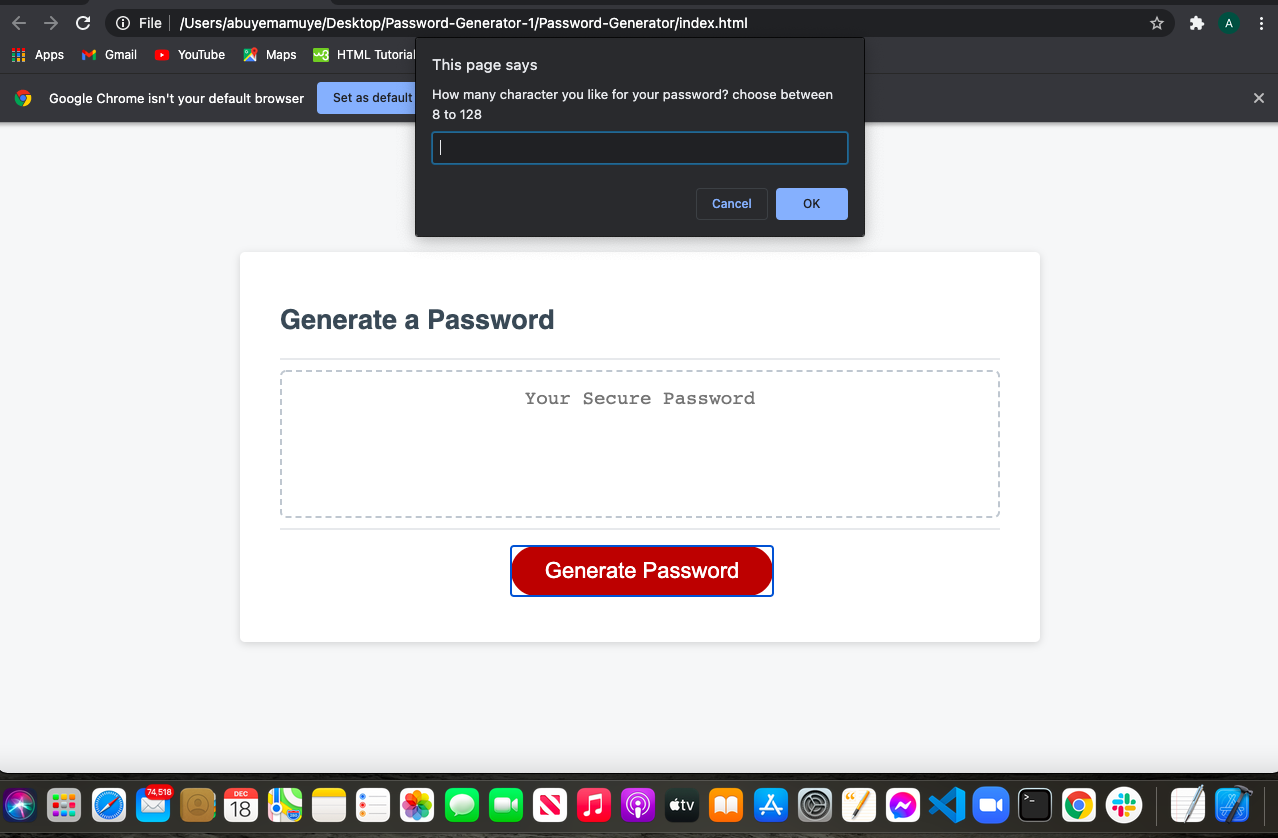 File /Users/abuyemamuye/Desktop/Password-Generator-1/Password-Generator/index.html
A
Apps Gmail YouTube Maps HTML Tutorial
This page says
How many character you like for your password? choose between
8 to 128
Cancel OK
Google Chrome isn't your default browser Set as default
Generate a Password
Your Secure Password
Generate Password
74,518
DEC
18
tv